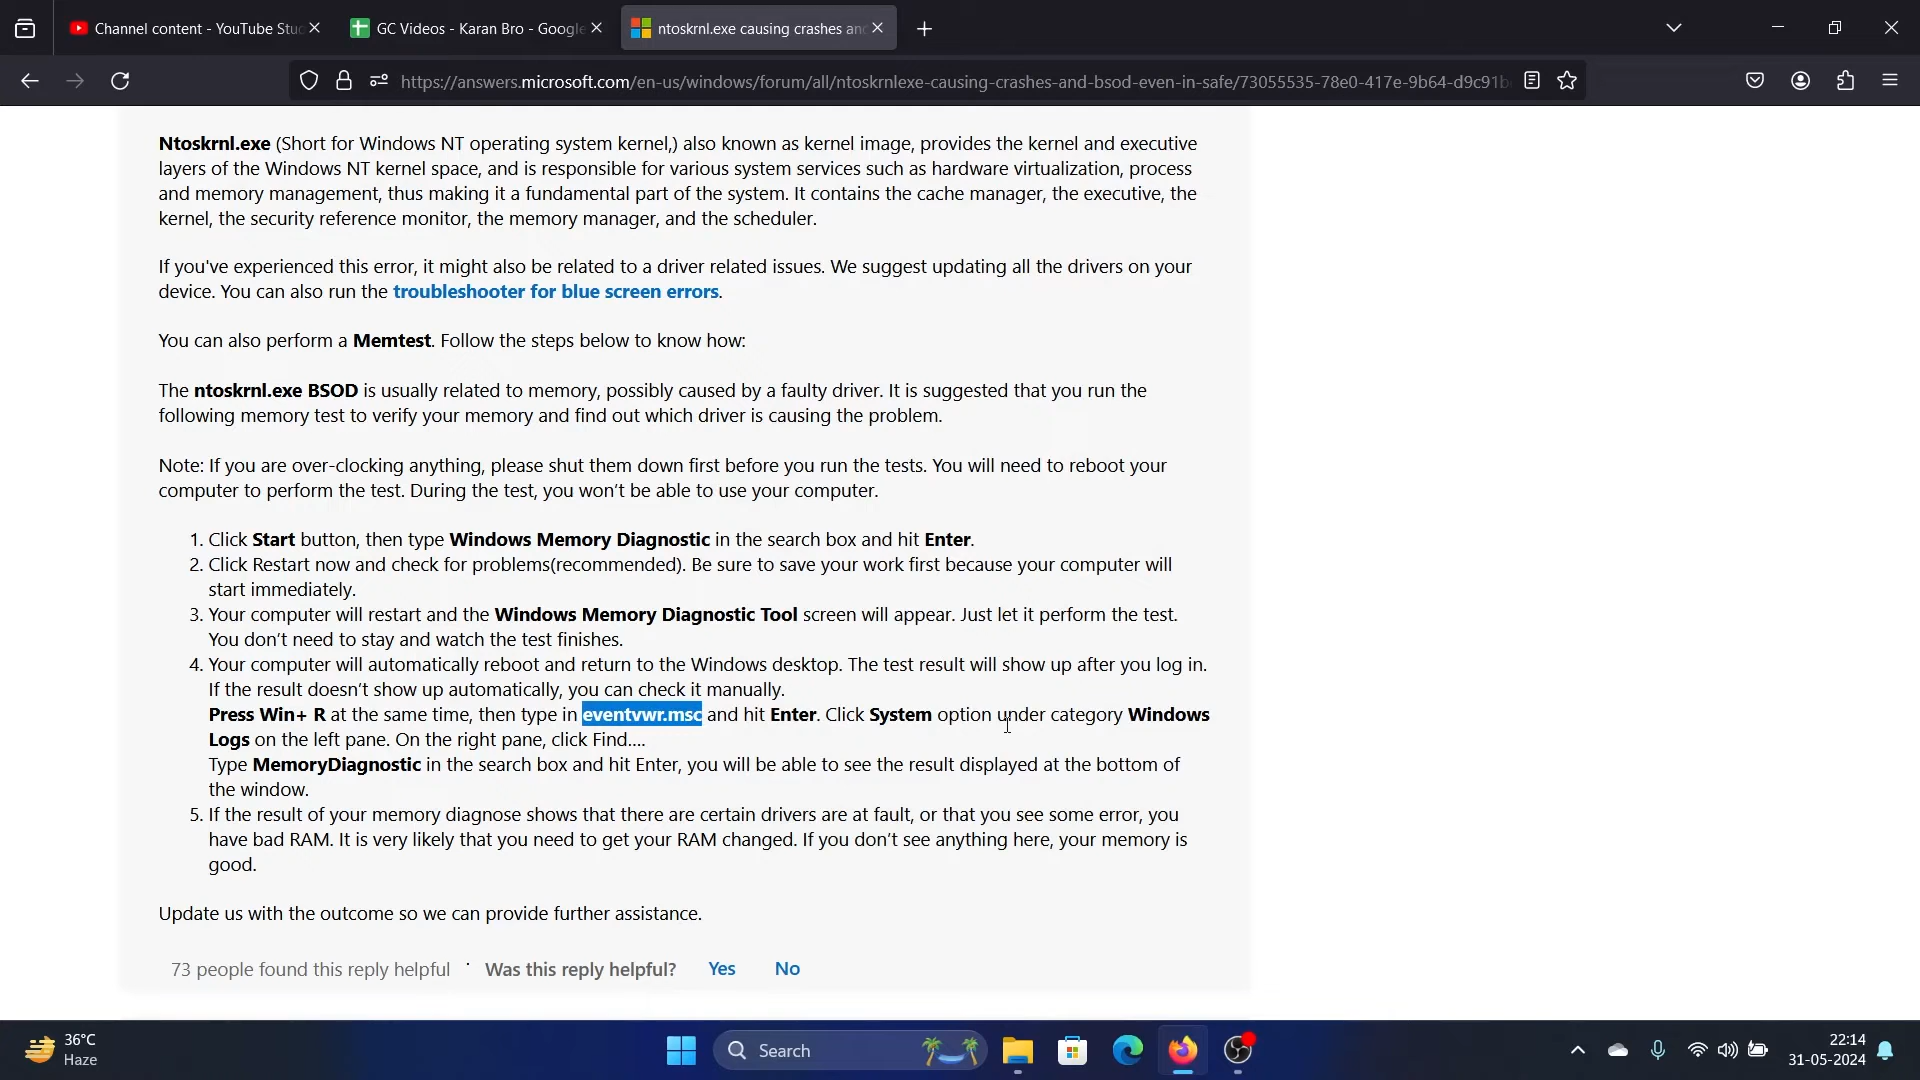 Channel content - YouTube Stud
GC Videos - Karan Bro - Google
ntoskrnl.exe causing crashes and
https://answers.microsoft.com/en-us/windows/forum/all/ntoskrnlexe-causing-crashes-and-bsod-even-in-safe/73055535-78e0-417e-9b64-d9c91b
Ntoskrnl.exe (Short for Windows NT operating system kernel,) also known as kernel image, provides the kernel and executive
layers of the Windows NT kernel space, and is responsible for various system services such as hardware virtualization, process
and memory management, thus making it a fundamental part of the system. It contains the cache manager, the executive, the
kernel, the security reference monitor, the memory manager, and the scheduler.
If you've experienced this error, it might also be related to a driver related issues. We suggest updating all the drivers on your
device. You can also run the troubleshooter for blue screen errors.
You can also perform a Memtest. Follow the steps below to know how:
The ntoskrnl.exe BSOD is usually related to memory, possibly caused by a faulty driver. It is suggested that you run the
following memory test to verify your memory and find out which driver is causing the problem.
Note: If you are over-clocking anything, please shut them down first before you run the tests. You will need to reboot your
computer to perform the test. During the test, you won’t be able to use your computer.
1. Click Start button, then type Windows Memory Diagnostic in the search box and hit Enter.
2. Click Restart now and check for problems(recommended). Be sure to save your work first because your computer will
start immediately.
3. Your computer will restart and the Windows Memory Diagnostic Tool screen will appear. Just let it perform the test.
You don’t need to stay and watch the test finishes.
4. Your computer will automatically reboot and return to the Windows desktop. The test result will show up after you log in.
If the result doesn’t show up automatically, you can check it manually.
Press Win+ R at the same time, then type in eventvwr.msc and hit Enter. Click System option under category Windows
Logs on the left pane. On the right pane, click Find....
Type MemoryDiagnostic in the search box and hit Enter, you will be able to see the result displayed at the bottom of
the window.
5. If the result of your memory diagnose shows that there are certain drivers are at fault, or that you see some error, you
have bad RAM. It is very likely that you need to get your RAM changed. If you don’t see anything here, your memory is
good.
Update us with the outcome so we can provide further assistance.
73 people found this reply helpful · Was this reply helpful? Yes No
36°C
Haze
Search
22:14
31-05-2024